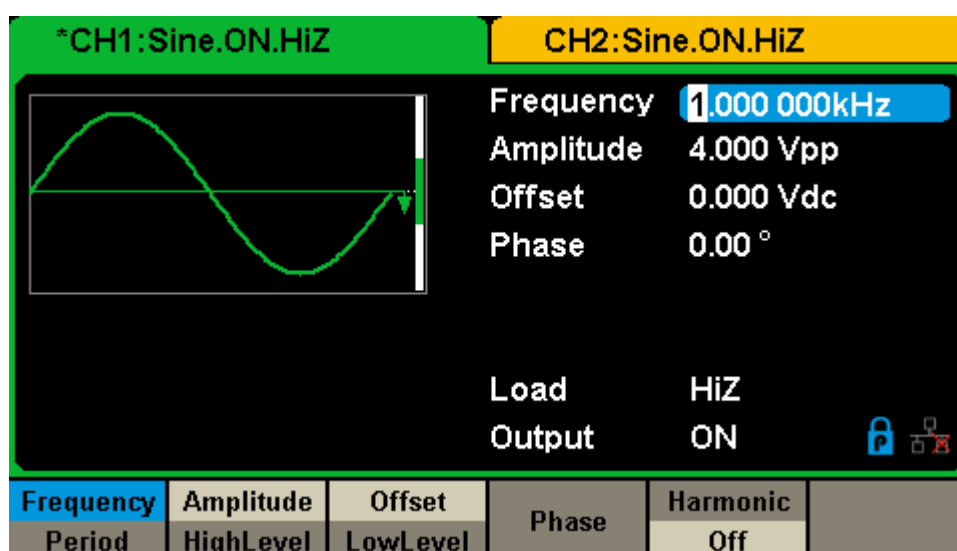 *CH1:Sine.ON.HiZ CH2:Sine.ON.HiZ
Frequency 1.000 000kHz
Amplitude 4.000 Vpp
Offset 0.000 Vdc
Phase 0.00 °
Load HiZ
Output ON P
Frequency Amplitude Offset Phase Harmonic
Period HighLevel LowLevel Off